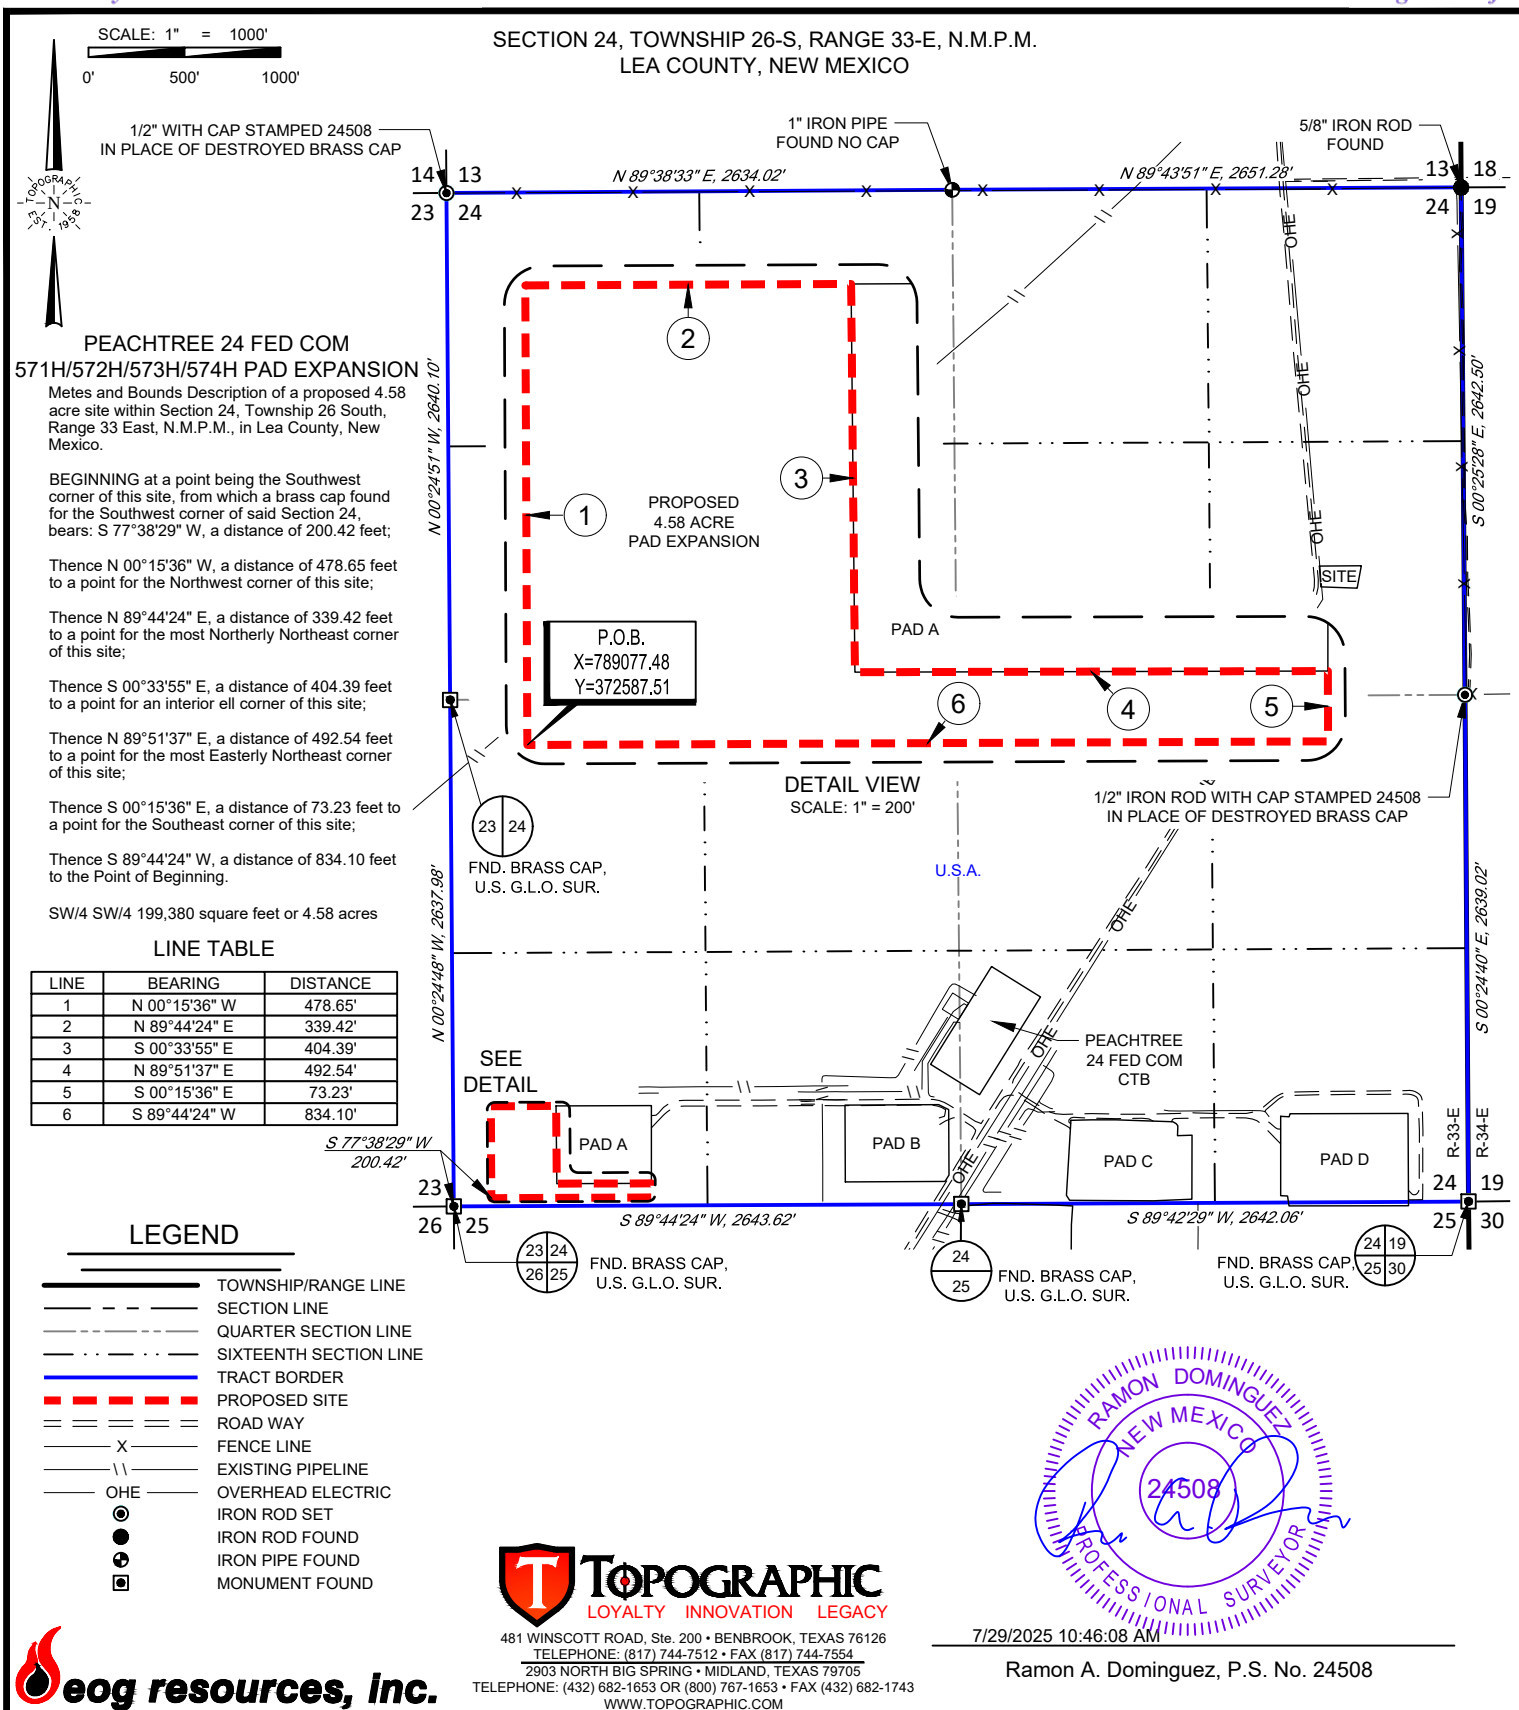 SCALE: 1" = 1000'
0' 500' 1000'
SECTION 24, TOWNSHIP 26-S, RANGE 33-E, N.M.P.M.
LEA COUNTY, NEW MEXICO
1/2" WITH CAP STAMPED 24508
IN PLACE OF DESTROYED BRASS CAP
1" IRON PIPE
FOUND NO CAP
5/8" IRON ROD
FOUND
TOPOGRAPHIC
EST. 1958
N
14 13
23 24
N 89°38'33" E, 2634.02'
N 89°43'51" E, 2651.28'
13 18
24 19
X X X X X X X X
OHE
OHE
OHE
PEACHTREE 24 FED COM
571H/572H/573H/574H PAD EXPANSION
Metes and Bounds Description of a proposed 4.58
acre site within Section 24, Township 26 South,
Range 33 East, N.M.P.M., in Lea County, New
Mexico.
BEGINNING at a point being the Southwest
corner of this site, from which a brass cap found
for the Southwest corner of said Section 24,
bears: S 77°38'29" W, a distance of 200.42 feet;
Thence N 00°15'36" W, a distance of 478.65 feet
to a point for the Northwest corner of this site;
Thence N 89°44'24" E, a distance of 339.42 feet
to a point for the most Northerly Northeast corner
of this site;
Thence S 00°33'55" E, a distance of 404.39 feet
to a point for an interior ell corner of this site;
Thence N 89°51'37" E, a distance of 492.54 feet
to a point for the most Easterly Northeast corner
of this site;
Thence S 00°15'36" E, a distance of 73.23 feet to
a point for the Southeast corner of this site;
Thence S 89°44'24" W, a distance of 834.10 feet
to the Point of Beginning.
SW/4 SW/4 199,380 square feet or 4.58 acres
N 00°24'51" W, 2640.10'
S 00°25'28" E, 2642.50'
X
X
X
X
X
1
2
3
4
5
6
PROPOSED
4.58 ACRE
PAD EXPANSION
PAD A
SITE
P.O.B.
X=789077.48
Y=372587.51
DETAIL VIEW
SCALE: 1" = 200'
1/2" IRON ROD WITH CAP STAMPED 24508
IN PLACE OF DESTROYED BRASS CAP
23 24
FND. BRASS CAP,
U.S. G.L.O. SUR.
U.S.A.
N 00°24'48" W, 2637.98'
S 00°24'40" E, 2639.02'
LINE TABLE
LINE BEARING DISTANCE
1 N 00°15'36" W 478.65'
2 N 89°44'24" E 339.42'
3 S 00°33'55" E 404.39'
4 N 89°51'37" E 492.54'
5 S 00°15'36" E 73.23'
6 S 89°44'24" W 834.10'
OHE
OHE
OHE
PEACHTREE
24 FED COM
CTB
SEE
DETAIL
PAD A
PAD B
PAD C
PAD D
R-33-E
R-34-E
S 77°38'29" W
200.42'
23
26 25
S 89°44'24" W, 2643.62'
S 89°42'29" W, 2642.06'
24 19
25 30
23 24
26 25
FND. BRASS CAP,
U.S. G.L.O. SUR.
24
25
FND. BRASS CAP,
U.S. G.L.O. SUR.
FND. BRASS CAP,
U.S. G.L.O. SUR.
24 19
25 30
LEGEND
TOWNSHIP/RANGE LINE
SECTION LINE
QUARTER SECTION LINE
SIXTEENTH SECTION LINE
TRACT BORDER
PROPOSED SITE
ROAD WAY
X FENCE LINE
\\ EXISTING PIPELINE
OHE OVERHEAD ELECTRIC
IRON ROD SET
IRON ROD FOUND
IRON PIPE FOUND
MONUMENT FOUND
RAMON DOMINGUEZ
NEW MEXICO
24508
PROFESSIONAL SURVEYOR
7/29/2025 10:46:08 AM
Ramon A. Dominguez, P.S. No. 24508
T TOPOGRAPHIC
LOYALTY INNOVATION LEGACY
481 WINSCOTT ROAD, Ste. 200 • BENBROOK, TEXAS 76126
TELEPHONE: (817) 744-7512 • FAX (817) 744-7554
2903 NORTH BIG SPRING • MIDLAND, TEXAS 79705
TELEPHONE: (432) 682-1653 OR (800) 767-1653 • FAX (432) 682-1743
WWW.TOPOGRAPHIC.COM
eog resources, inc.